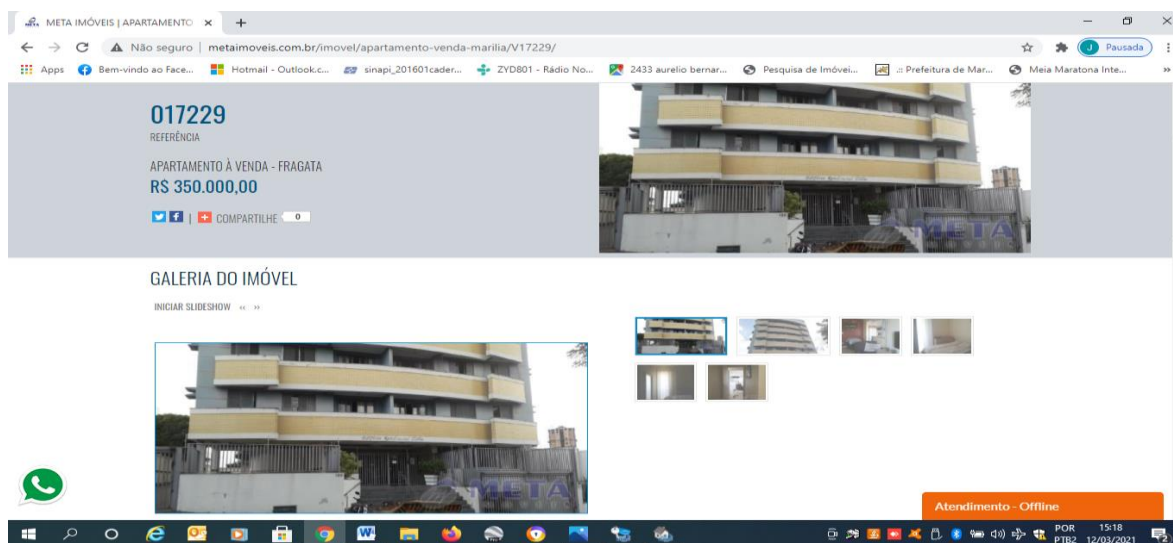 META IMÓVEIS | APARTAMENTO
Não seguro | metaimoveis.com.br/imovel/apartamento-venda-marilia/V17229/
J Pausada
Apps
Bem-vindo ao Face...
Hotmail - Outlook.c...
sinapi_201601cader...
ZYD801 - Rádio No...
2433 aurelio bernar...
Pesquisa de Imóvei...
.:: Prefeitura de Mar...
Meia Maratona Inte...
017229
REFERÊNCIA
APARTAMENTO À VENDA - FRAGATA
R$ 350.000,00
| COMPARTILHE 0
META
GALERIA DO IMÓVEL
INICIAR SLIDESHOW ‹‹ ››
META
Atendimento - Offline
POR 15:18
PTB2 12/03/2021